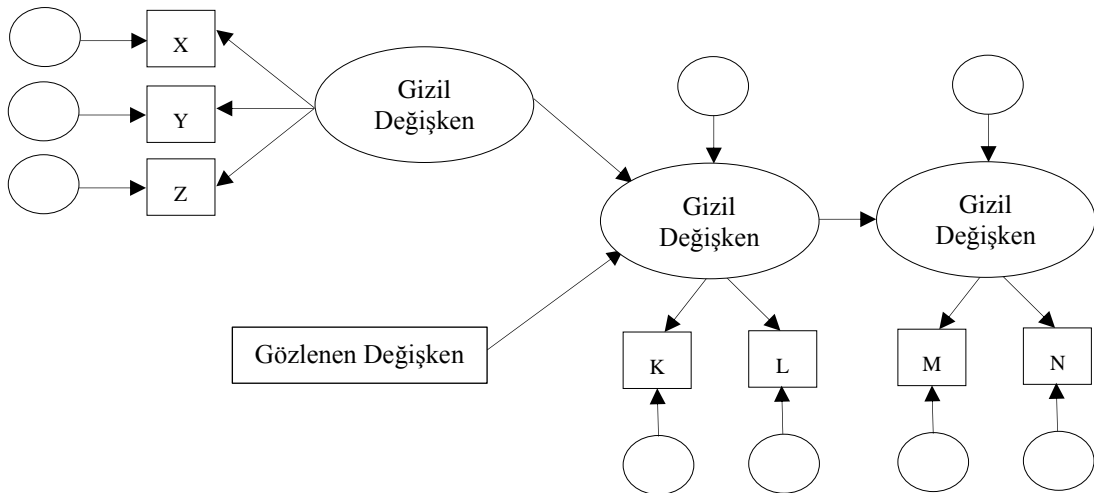 X
Y
Z
Gizil
Değişken
Gizil
Değişken
Gizil
Değişken
Gözlenen Değişken
K
L
M
N